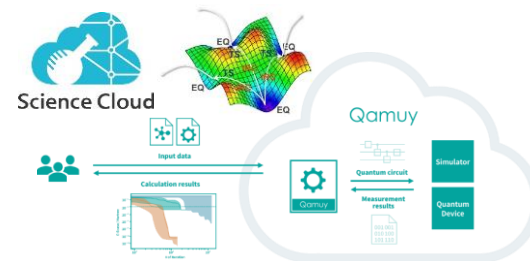 Science Cloud
EQ
EQ
TS
TS
EQ
EQ
Qamuy
Input data
Calculation results
Qamuy
Quantum circuit
Measurement
results
Simulator
Quantum
Device